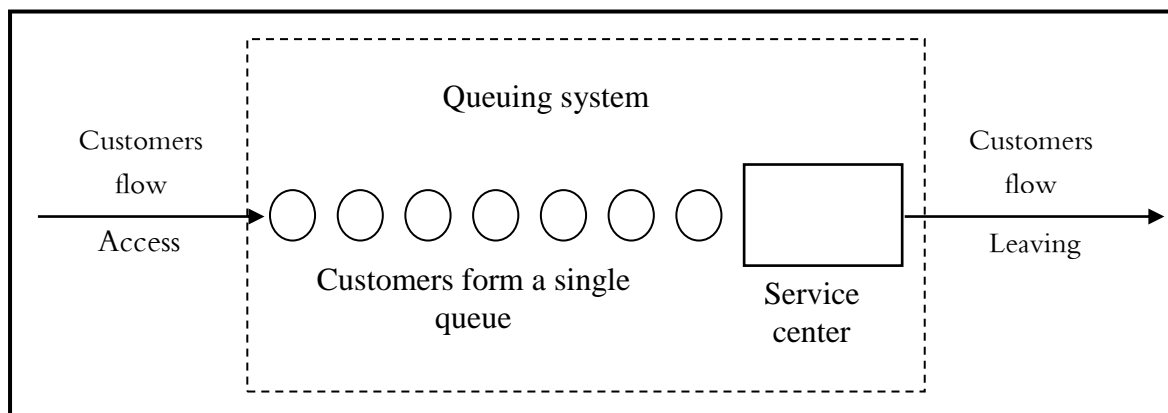 Queuing system
Customers
flow
Access
Customers form a single
queue
Service
center
Customers
flow
Leaving